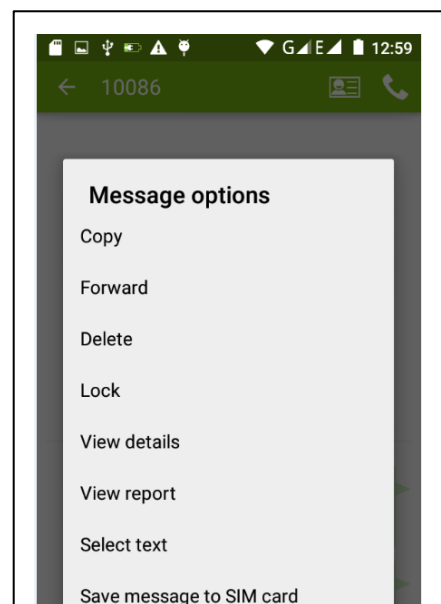 G E 12:59
10086
Message options
Copy
Forward
Delete
Lock
View details
View report
Select text
Save message to SIM card